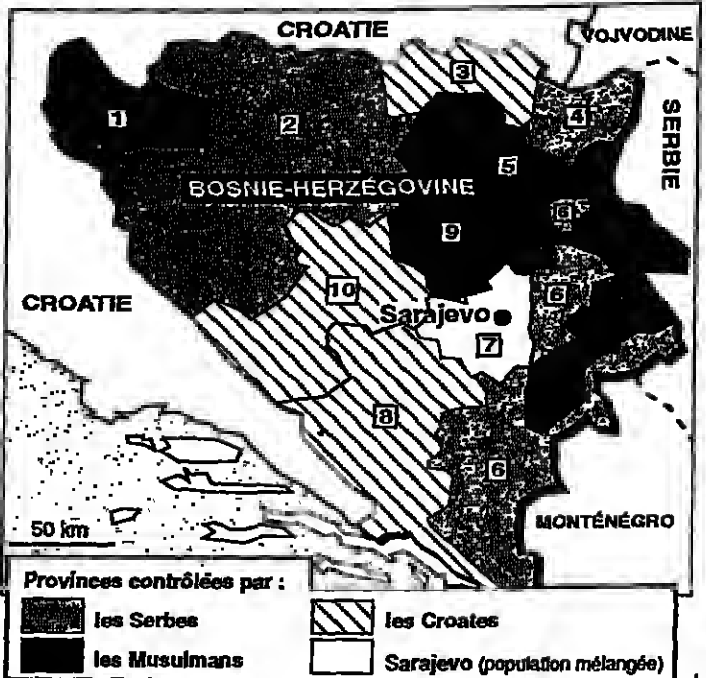 CROATIE
VOJVODINE
3
1
2
4
SERBIE
5
BOSNIE-HERZÉGOVINE
6
9
10
6
CROATIE
Sarajevo
7
8
6
50 km
MONTÉNÉGRO
Provinces contrôlées par :
les Serbes
les Croates
les Musulmans
Sarajevo (population mélangée)